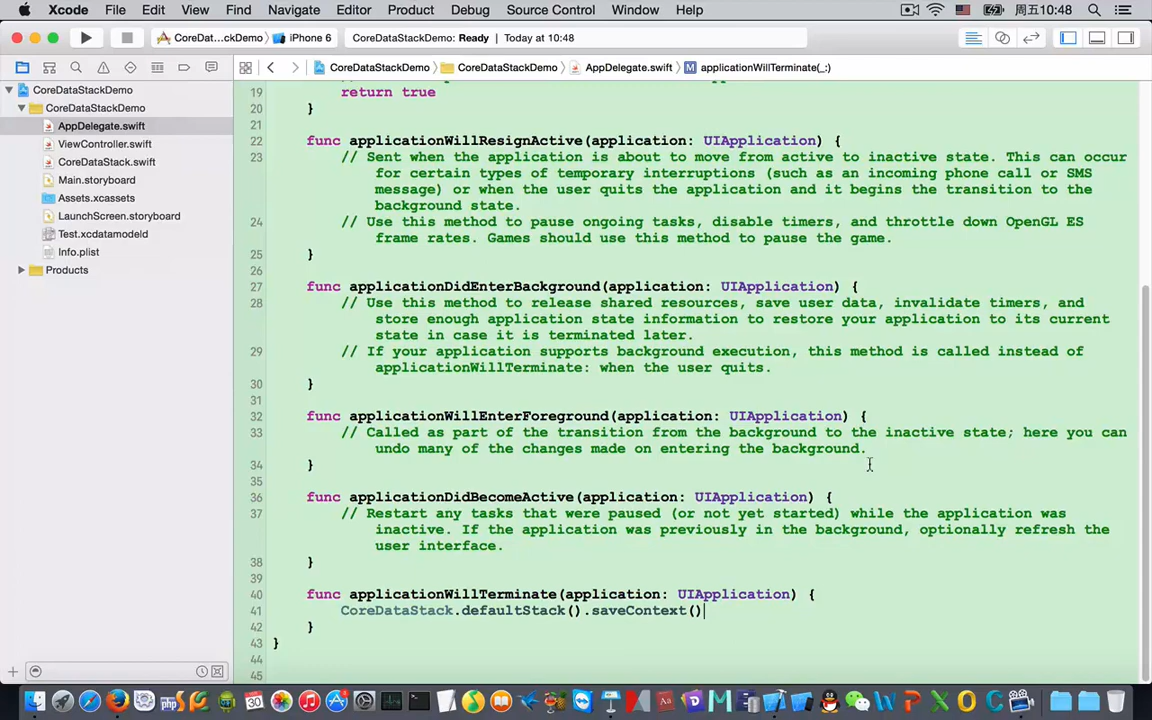 Xcode File Edit View Find Navigate Editor Product Debug Source Control Window Help 周五10:48
CoreDat...ckDemo iPhone 6 CoreDataStackDemo: Ready Today at 10:48
CoreDataStackDemo CoreDataStackDemo AppDelegate.swift M applicationWillTerminate(_:)
CoreDataStackDemo
CoreDataStackDemo
AppDelegate.swift
ViewController.swift
CoreDataStack.swift
Main.storyboard
Assets.xcassets
LaunchScreen.storyboard
Test.xcdatamodeld
Info.plist
Products
19 return true
20 }
21
22 func applicationWillResignActive(application: UIApplication) {
23 // Sent when the application is about to move from active to inactive state. This can occur
for certain types of temporary interruptions (such as an incoming phone call or SMS
message) or when the user quits the application and it begins the transition to the
background state.
24 // Use this method to pause ongoing tasks, disable timers, and throttle down OpenGL ES
frame rates. Games should use this method to pause the game.
25 }
26
27 func applicationDidEnterBackground(application: UIApplication) {
28 // Use this method to release shared resources, save user data, invalidate timers, and
store enough application state information to restore your application to its current
state in case it is terminated later.
29 // If your application supports background execution, this method is called instead of
applicationWillTerminate: when the user quits.
30 }
31
32 func applicationWillEnterForeground(application: UIApplication) {
33 // Called as part of the transition from the background to the inactive state; here you can
undo many of the changes made on entering the background.
34 }
35
36 func applicationDidBecomeActive(application: UIApplication) {
37 // Restart any tasks that were paused (or not yet started) while the application was
inactive. If the application was previously in the background, optionally refresh the
user interface.
38 }
39
40 func applicationWillTerminate(application: UIApplication) {
41 CoreDataStack.defaultStack().saveContext()
42 }
43 }
44
45